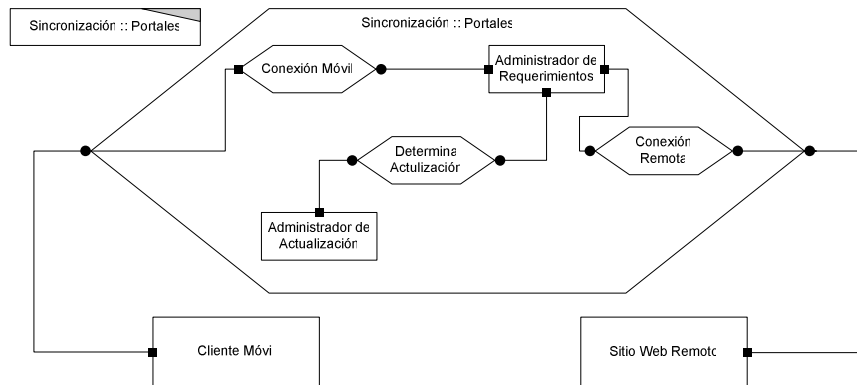 Sincronización :: Portales
Sincronización :: Portales
Conexión Móvil
Administrador de
Requerimientos
Determina
Actulización
Conexión
Remota
Administrador de
Actualización
Cliente Móvi
Sitio Web Remoto